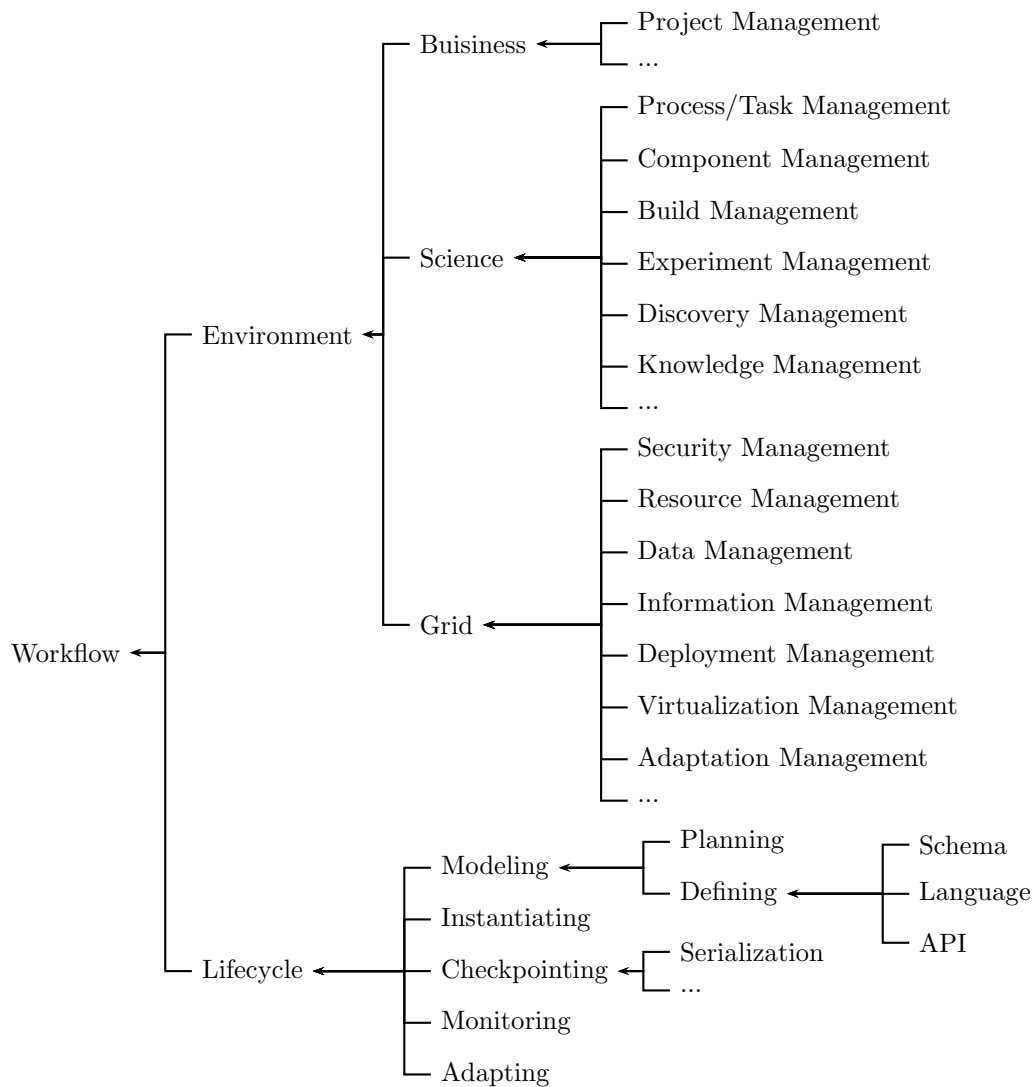 Workflow
Environment
Buisiness
Project Management
...
Science
Process/Task Management
Component Management
Build Management
Experiment Management
Discovery Management
Knowledge Management
...
Grid
Security Management
Resource Management
Data Management
Information Management
Deployment Management
Virtualization Management
Adaptation Management
...
Lifecycle
Modeling
Planning
Defining
Schema
Language
API
Instantiating
Checkpointing
Serialization
...
Monitoring
Adapting